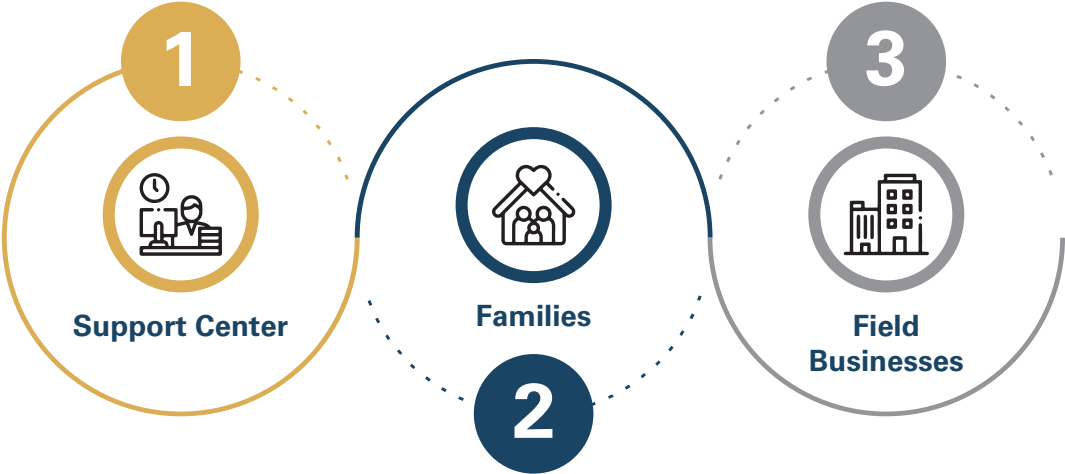 1
Support Center
Families
2
3
Field
Businesses